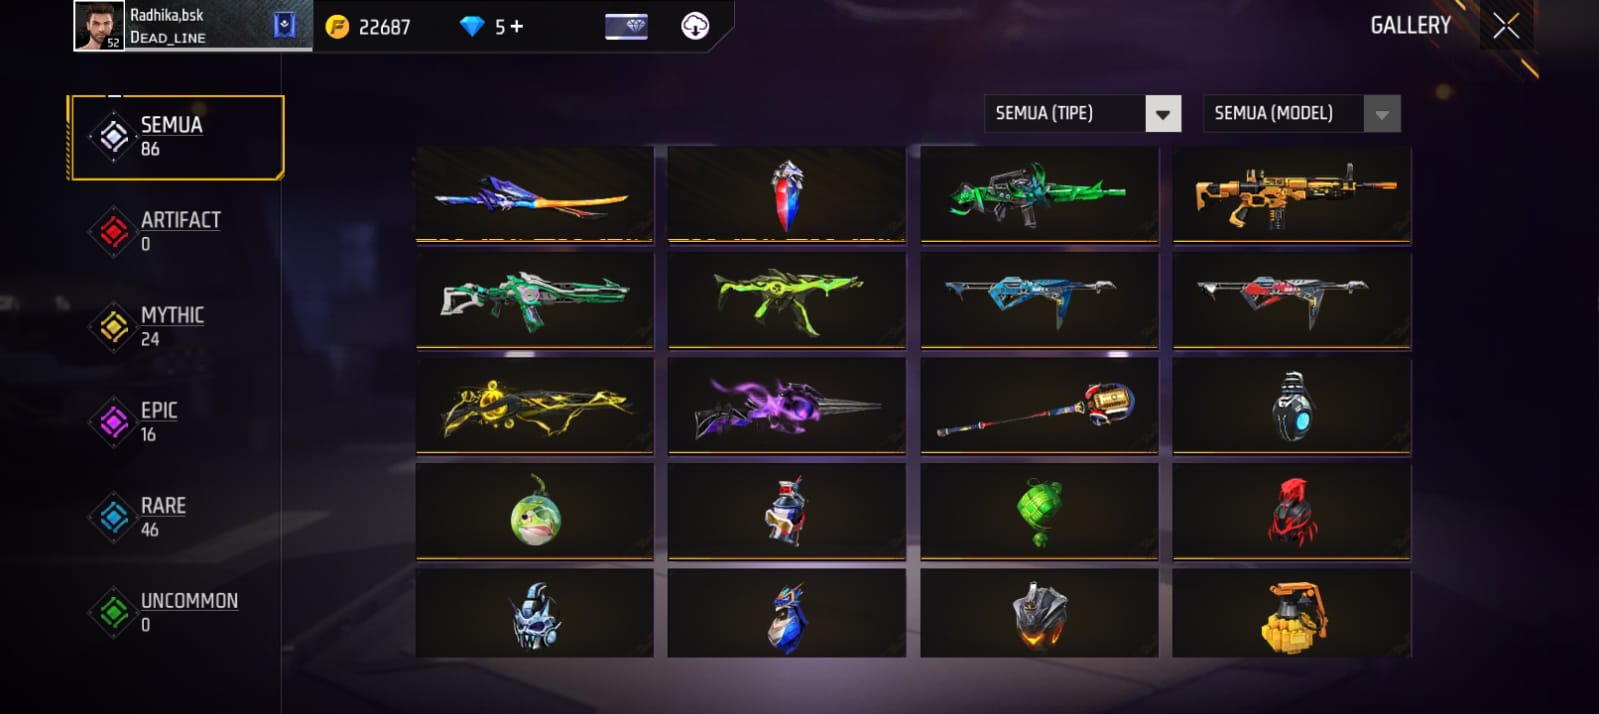 Radhika,bsk
DEAD_LINE
52
22687
5 +
GALLERY
SEMUA (TIPE)
SEMUA (MODEL)
SEMUA
86
ARTIFACT
0
MYTHIC
24
EPIC
16
RARE
46
UNCOMMON
0